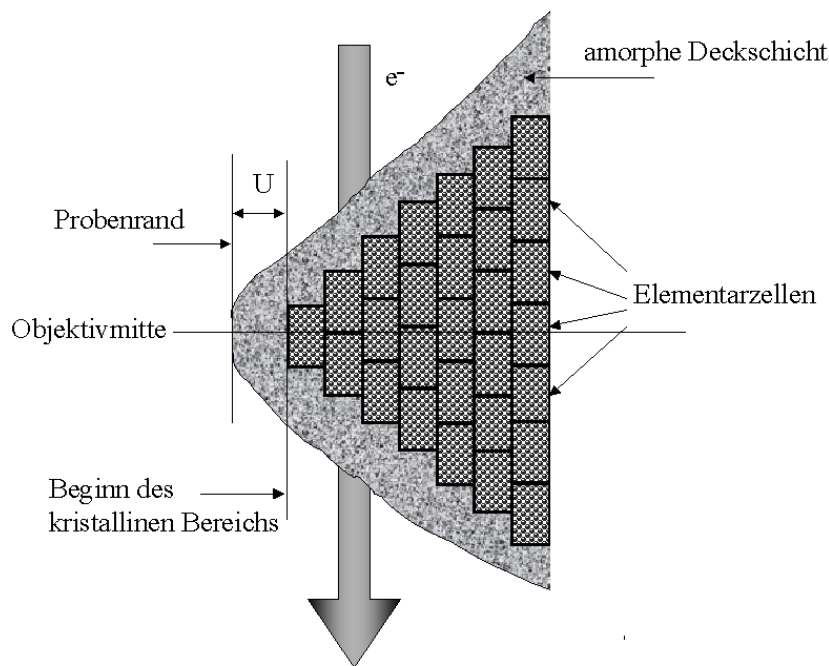 amorphe Deckschicht
e-
U
Probenrand
Elementarzellen
Objektivmitte
Beginn des
kristallinen Bereichs